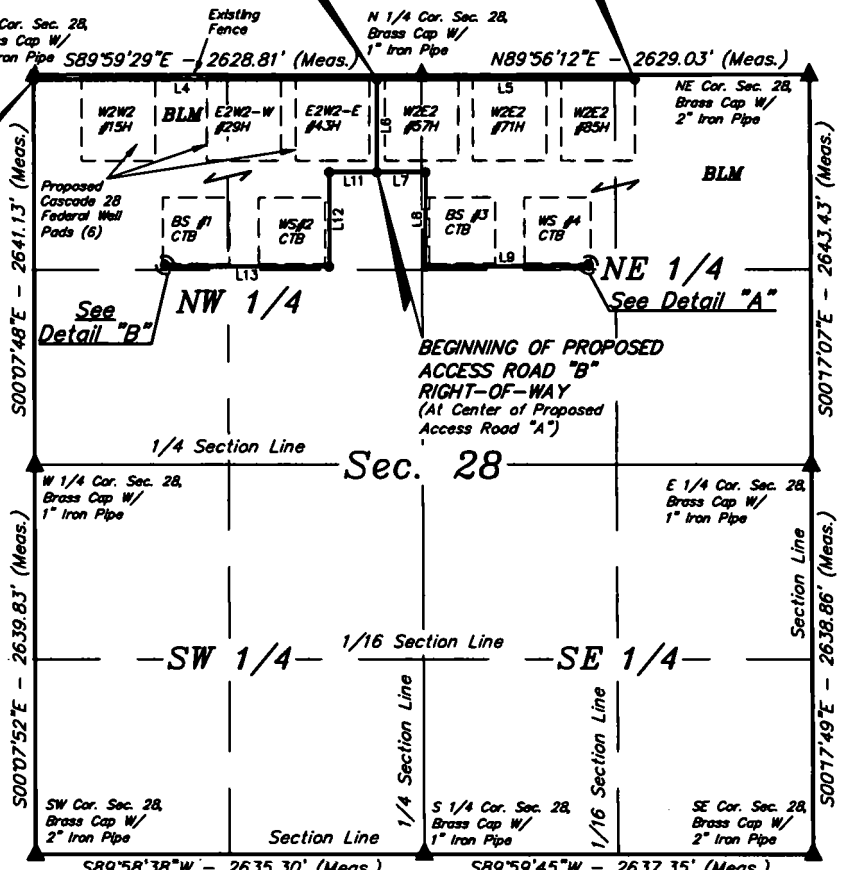 Cor. Sec. 28,
Brass Cap W/
Iron Pipe
Existing
Fence
N 1/4 Cor. Sec. 28,
Brass Cap W/
1" Iron Pipe
S89°59'29"E - 2628.81' (Meas.)
N89°56'12"E - 2629.03' (Meas.)
L4
L5
NE Cor. Sec. 28,
Brass Cap W/
2" Iron Pipe
W2W2
#15H
BLM
E2W2-W
#29H
E2W2-E
#43H
L6
W2E2
#57H
W2E2
#71H
W2E2
#85H
BLM
Proposed
Cascade 28
Federal Well
Pads (6)
L11
L7
L12
L8
BS #1
CTB
WS#2
CTB
BS #3
CTB
WS #4
CTB
L13
L9
S00°07'48"E - 2641.13' (Meas.)
S00°17'07"E - 2643.43' (Meas.)
NW 1/4
NE 1/4
See
Detail "B"
See Detail "A"
BEGINNING OF PROPOSED
ACCESS ROAD "B"
RIGHT-OF-WAY
(At Center of Proposed
Access Road "A")
1/4 Section Line
Sec. 28
W 1/4 Cor. Sec. 28,
Brass Cap W/
1" Iron Pipe
E 1/4 Cor. Sec. 28,
Brass Cap W/
1" Iron Pipe
S00°07'52"E - 2639.83' (Meas.)
Section Line
S00°17'49"E - 2638.86' (Meas.)
1/16 Section Line
SW 1/4
SE 1/4
1/4 Section Line
1/16 Section Line
SW Cor. Sec. 28,
Brass Cap W/
2" Iron Pipe
Section Line
S 1/4 Cor. Sec. 28,
Brass Cap W/
1" Iron Pipe
SE Cor. Sec. 28,
Brass Cap W/
2" Iron Pipe
S89°58'38"W - 2635.30' (Meas.)
S89°59'45"W - 2637.35' (Meas.)